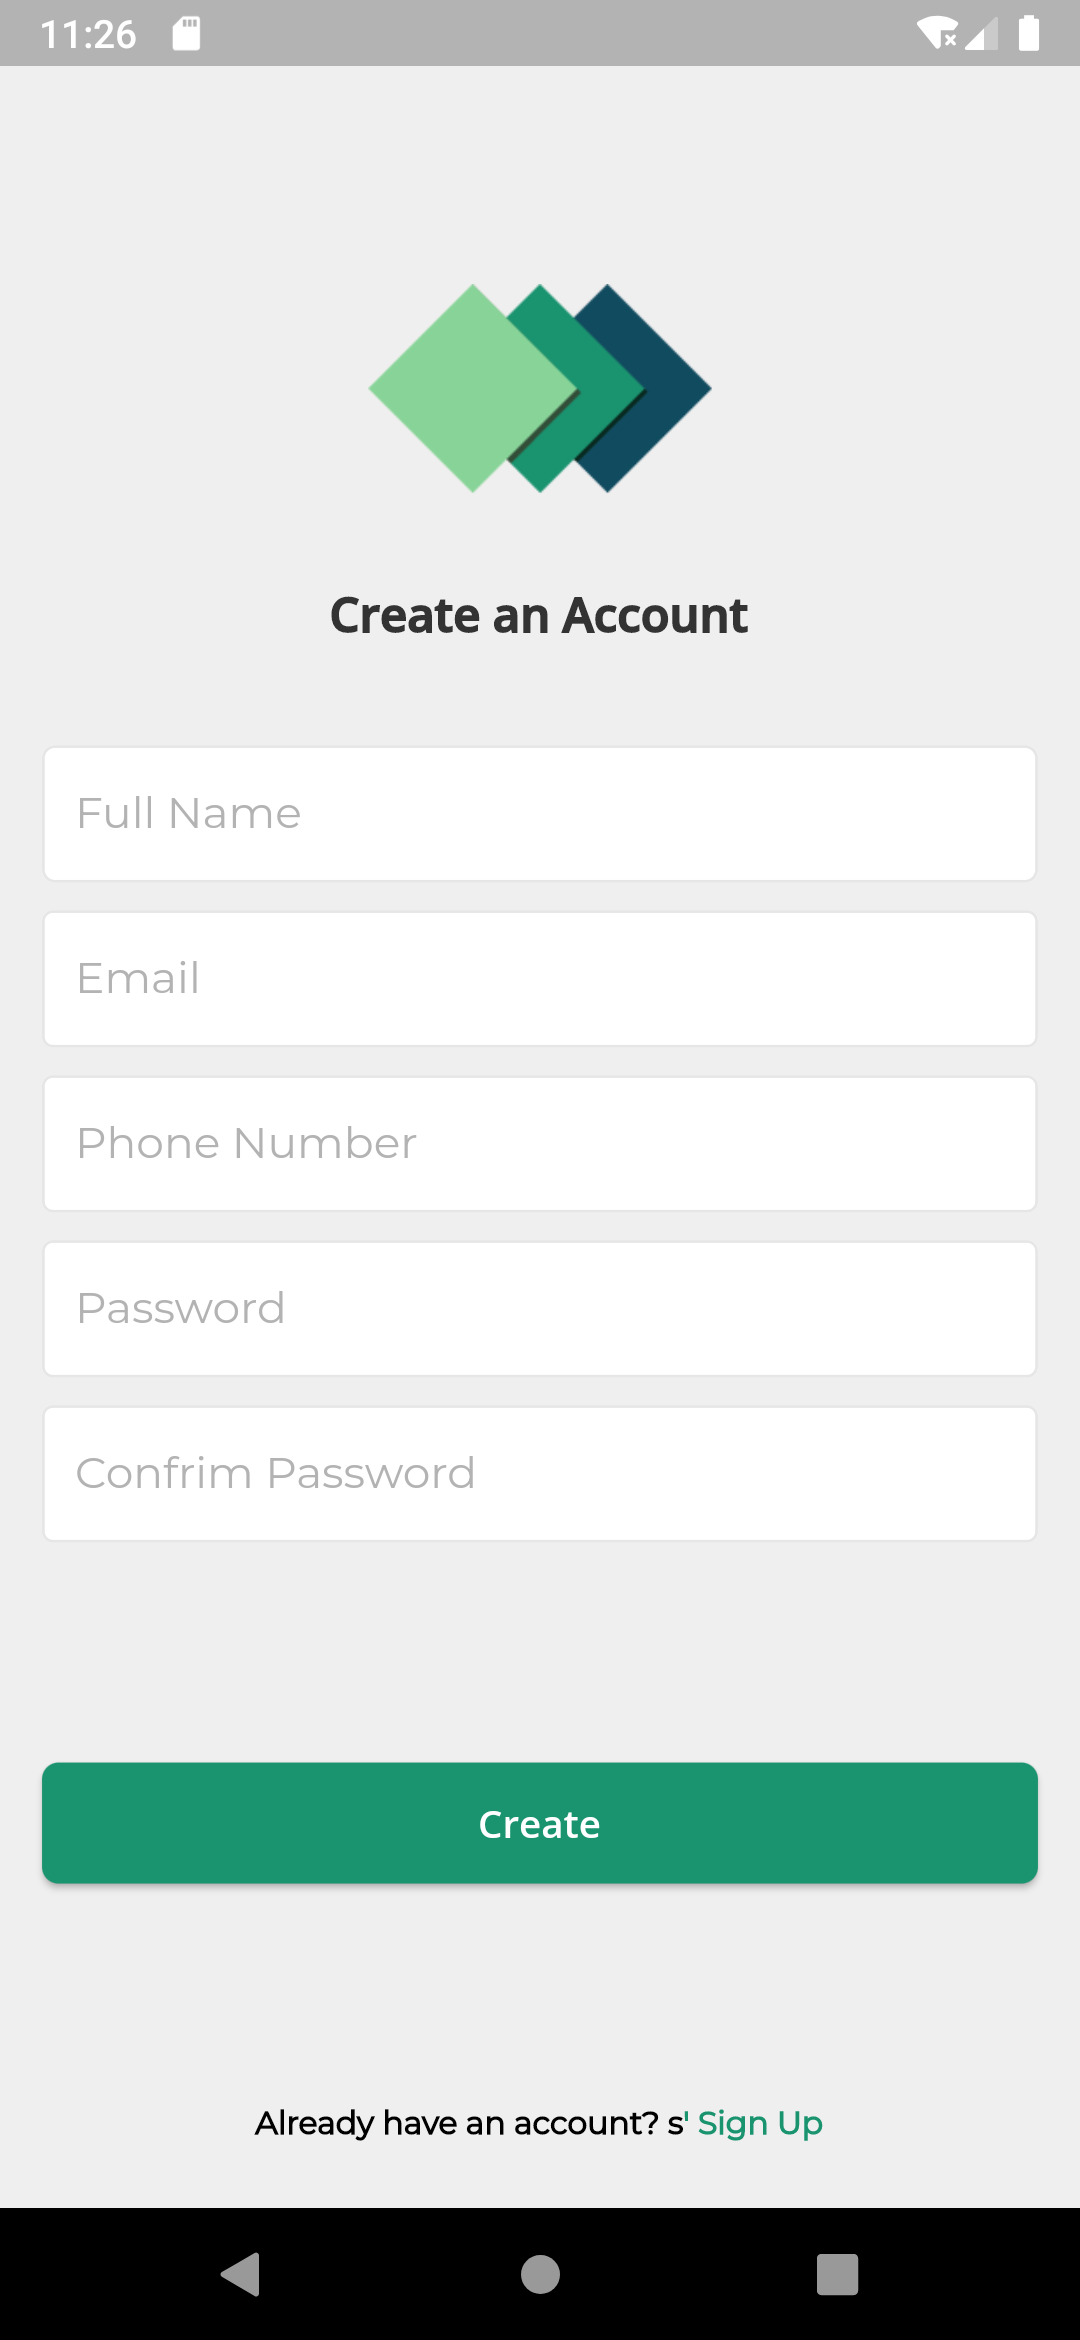 11:26
Create an Account
Full Name
Email
Phone Number
Password
Confrim Password
Create
Already have an account? s' Sign Up